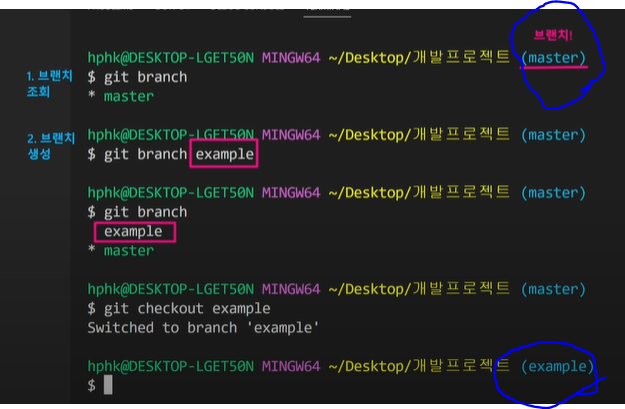 브랜치!
hphk@DESKTOP-LGET50N MINGW64 ~/Desktop/개발프로젝트 (master)
1. 브랜치
조회
$ git branch
* master
2. 브랜치
생성
hphk@DESKTOP-LGET50N MINGW64 ~/Desktop/개발프로젝트 (master)
$ git branch example
hphk@DESKTOP-LGET50N MINGW64 ~/Desktop/개발프로젝트 (master)
$ git branch
example
* master
hphk@DESKTOP-LGET50N MINGW64 ~/Desktop/개발프로젝트 (master)
$ git checkout example
Switched to branch 'example'
hphk@DESKTOP-LGET50N MINGW64 ~/Desktop/개발프로젝트 (example)
$